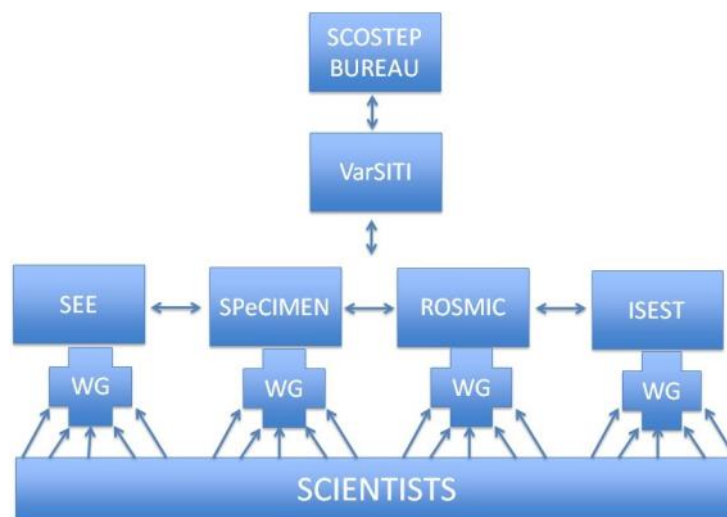 SCOSTEP
BUREAU
VarSITI
SEE
SPeCIMEN
ROSMIC
ISEST
WG
WG
WG
WG
SCIENTISTS